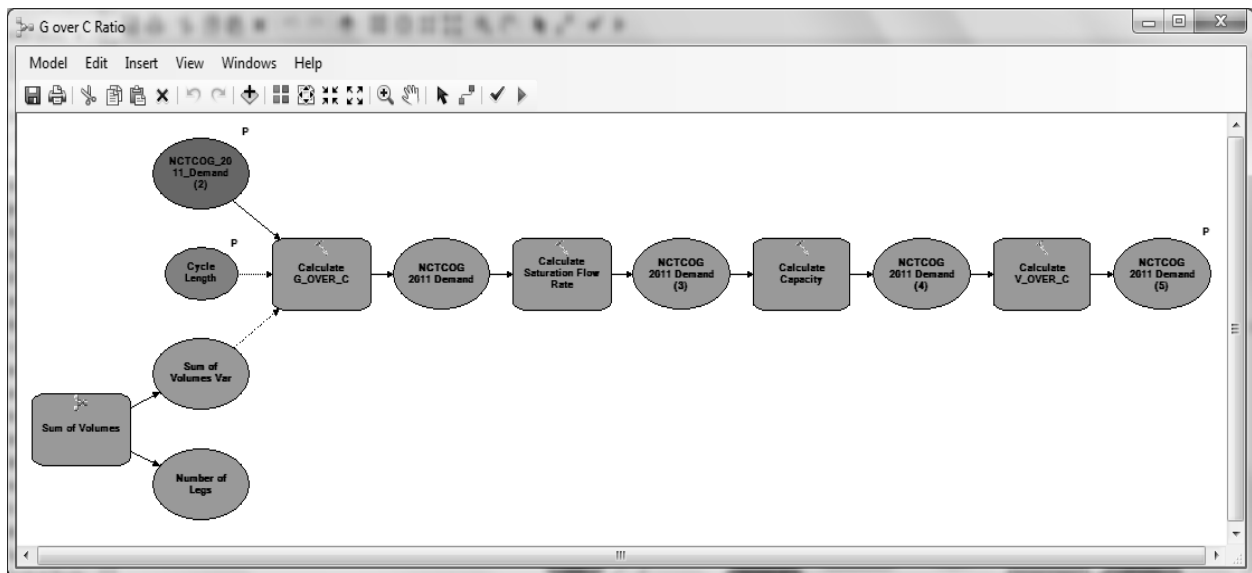 G over C Ratio
Model Edit Insert View Windows Help
P
NCTCOG_20
11_Demand
(2)
P
Cycle
Length
Calculate
G_OVER_C
NCTCOG
2011 Demand
Calculate
Saturation Flow
Rate
NCTCOG
2011 Demand
(3)
Calculate
Capacity
NCTCOG
2011 Demand
(4)
Calculate
V_OVER_C
P
NCTCOG
2011 Demand
(5)
Sum of
Volumes Var
Sum of Volumes
Number of
Legs